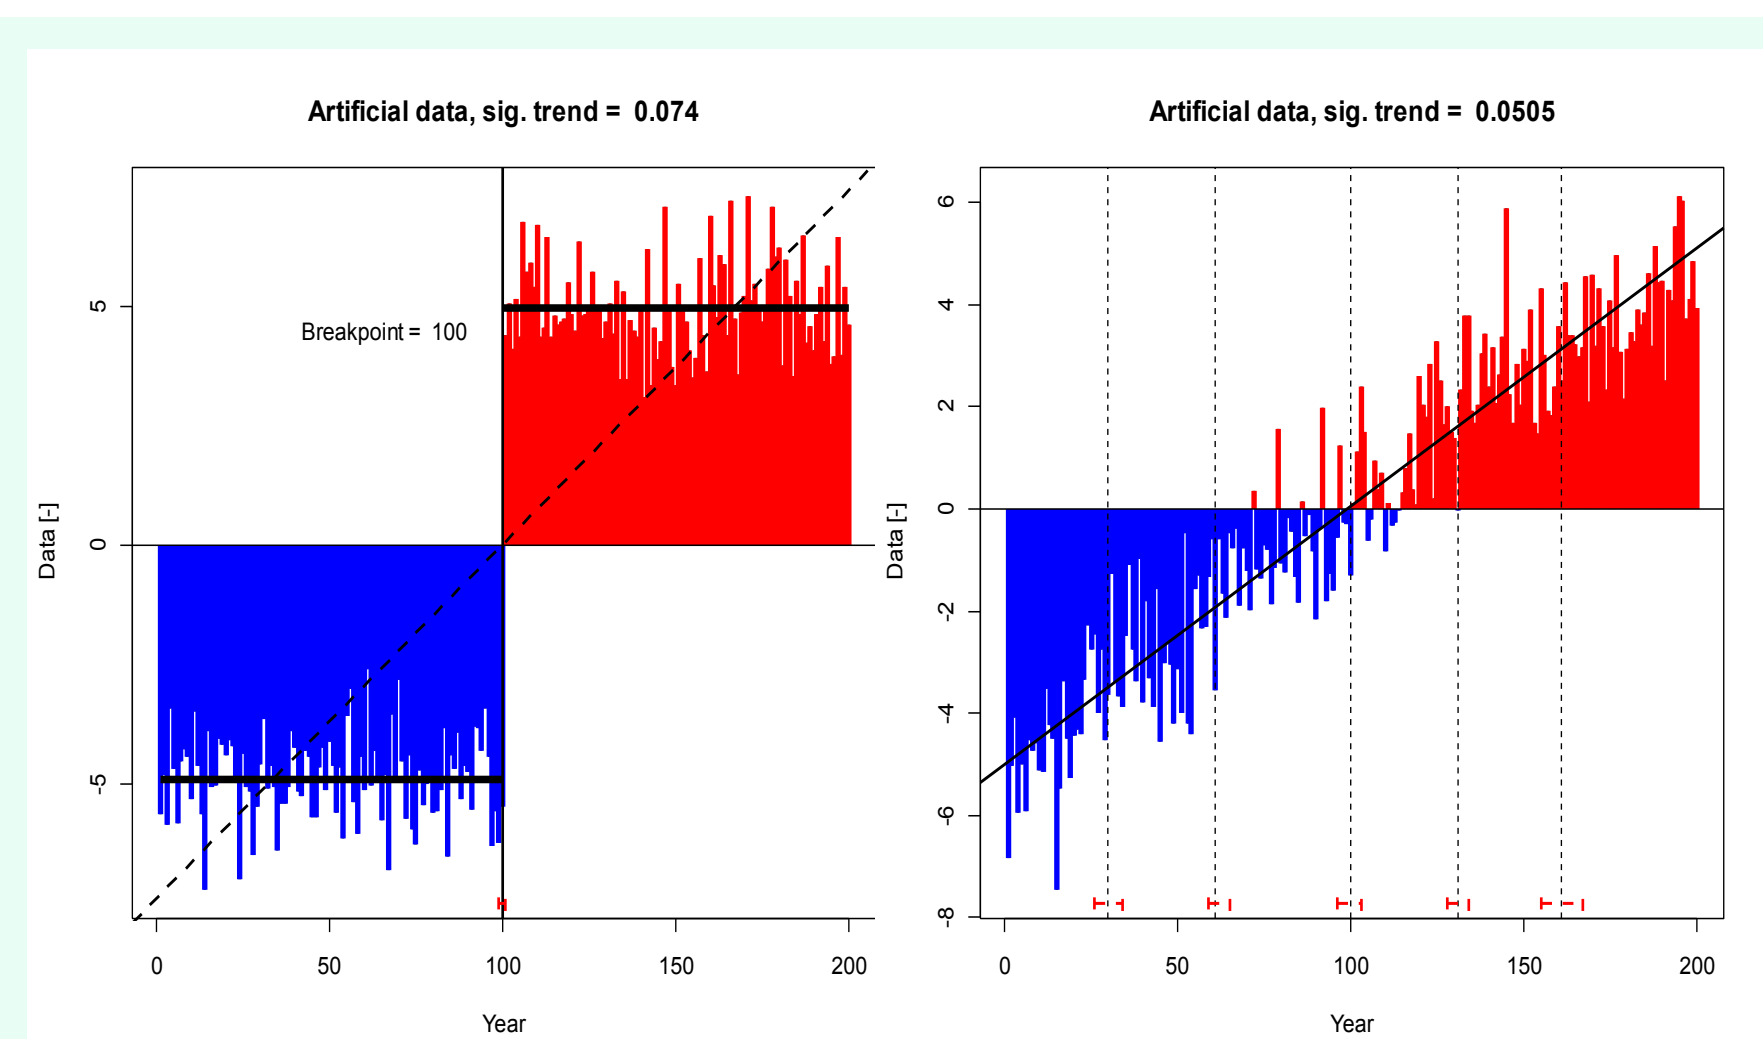 Artificial data, sig. trend = 0.074
Data [-]
5
0
-5
Breakpoint = 100
0 50 100 150 200
Year
Artificial data, sig. trend = 0.0505
Data [-]
6
4
2
0
-2
-4
-6
-8
0 50 100 150 200
Year